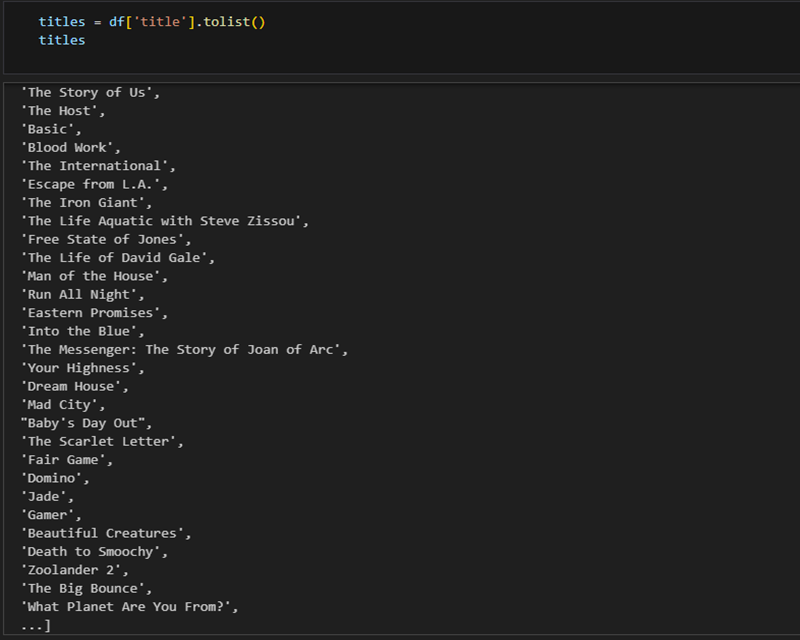 titles = df['title'].tolist()
titles
'The Story of Us',
'The Host',
'Basic',
'Blood Work',
'The International',
'Escape from L.A.',
'The Iron Giant',
'The Life Aquatic with Steve Zissou',
'Free State of Jones',
'The Life of David Gale',
'Man of the House',
'Run All Night',
'Eastern Promises',
'Into the Blue',
'The Messenger: The Story of Joan of Arc',
'Your Highness',
'Dream House',
'Mad City',
"Baby's Day Out",
'The Scarlet Letter',
'Fair Game',
'Domino',
'Jade',
'Gamer',
'Beautiful Creatures',
'Death to Smoochy',
'Zoolander 2',
'The Big Bounce',
'What Planet Are You From?',
...]